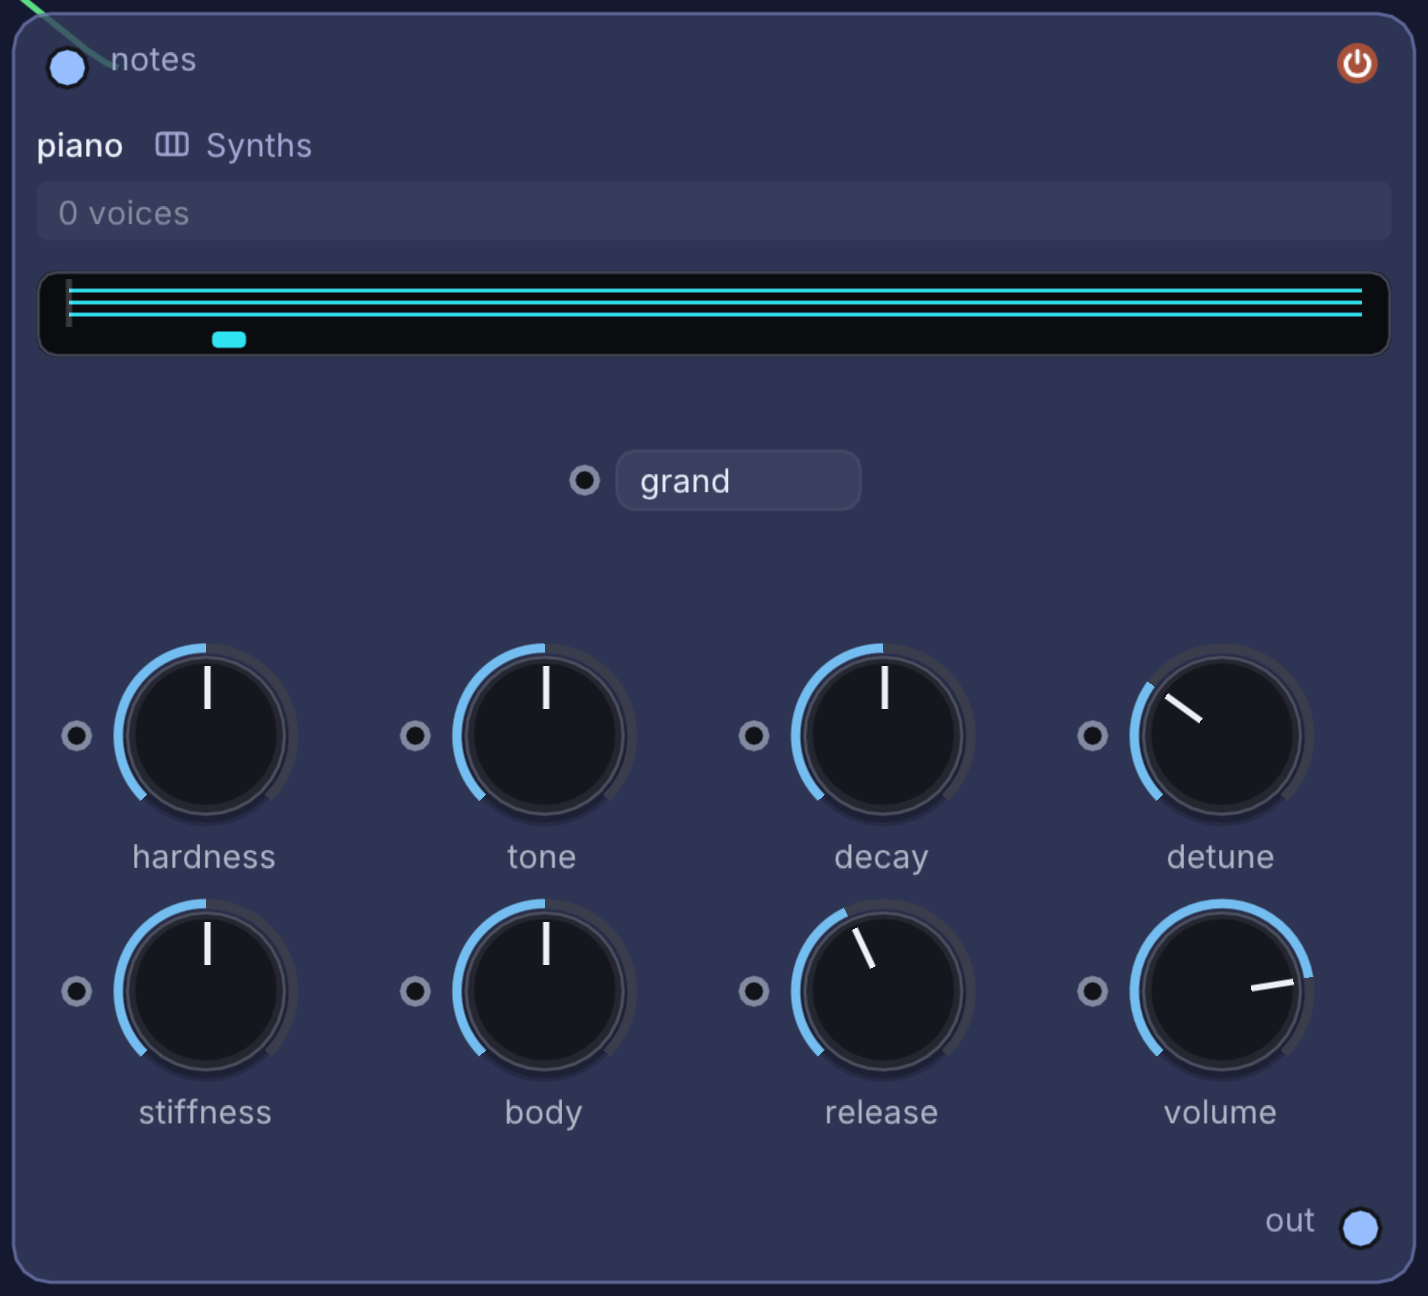 notes
piano Synths
0 voices
grand
hardness tone decay detune
stiffness body release volume
out